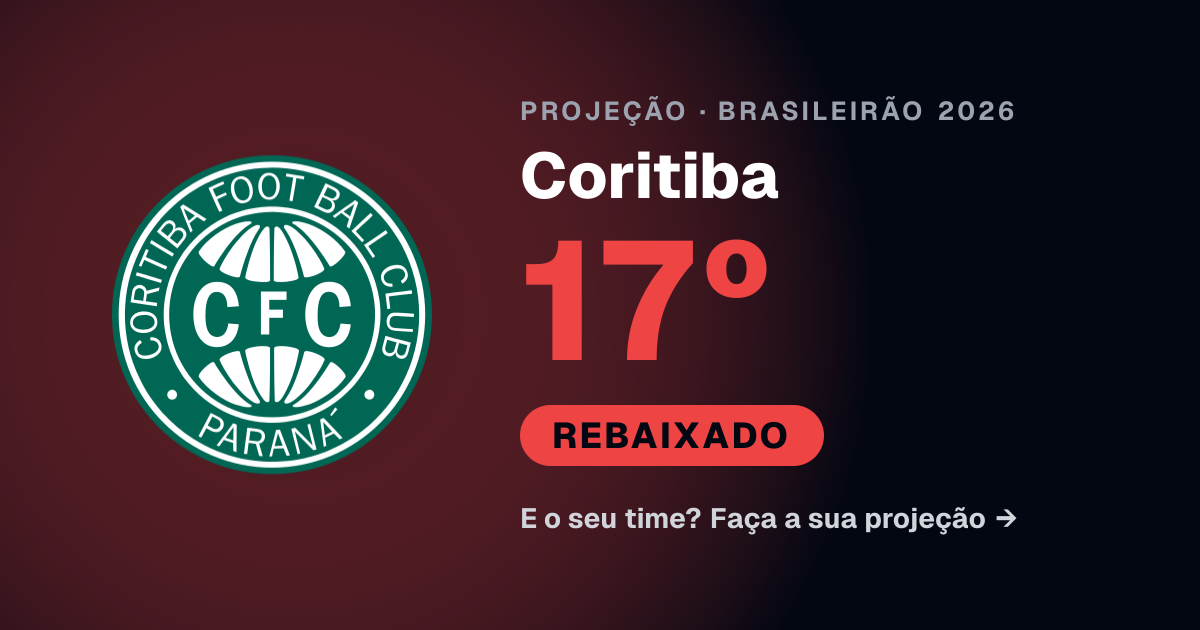 CORITIBA FOOT BALL CLUB
CFC
PARANÁ
PROJEÇÃO · BRASILEIRÃO 2026
Coritiba
17º
REBAIXADO
E o seu time? Faça a sua projeção →